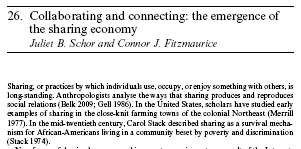 26. Collaborating and connecting: the emergence of
the sharing economy
Juliet B. Schor and Connor J. Fitzmaurice
Sharing, or practices by which individuals use, occupy, or enjoy something with others, is
long-standing. Anthropologists analyse the ways that sharing produces and reproduces
social relations (Belk 2009; Gell 1986). In the United States, scholars have studied early
examples of sharing in the close-knit farming towns of the colonial Northeast (Merrill
1977). In the mid-twentieth century, Carol Stack described sharing as a survival mecha-
nism for African-Americans living in a community beset by poverty and discrimination
(Stack 1974).